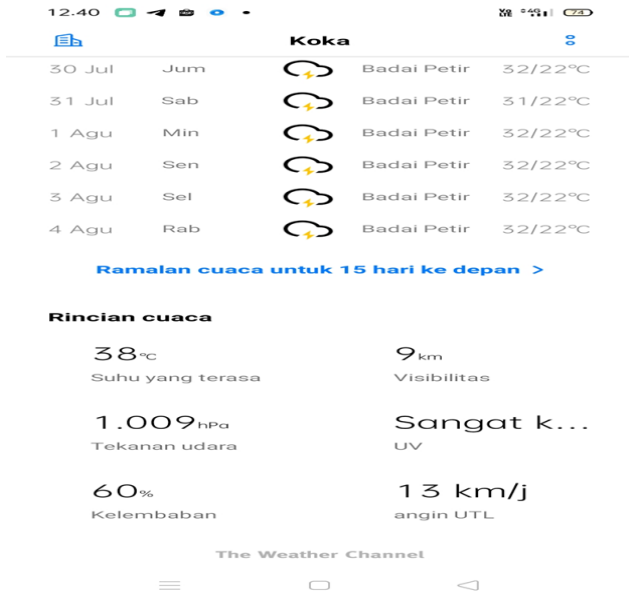 12.40 74
Koka
30 Jul Jum Badai Petir 32/22°C
31 Jul Sab Badai Petir 31/22°C
1 Agu Min Badai Petir 32/22°C
2 Agu Sen Badai Petir 32/22°C
3 Agu Sel Badai Petir 32/22°C
4 Agu Rab Badai Petir 32/22°C
Ramalan cuaca untuk 15 hari ke depan >
Rincian cuaca
38°C 9km
Suhu yang terasa Visibilitas
1.009hPa Sangat k...
Tekanan udara UV
60% 13 km/j
Kelembaban angin UTL
The Weather Channel